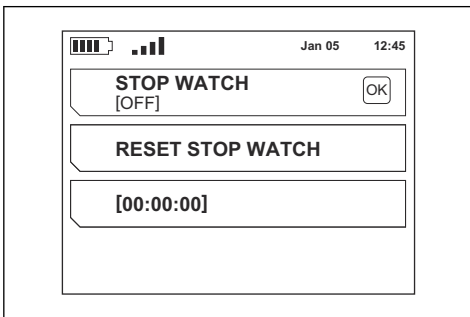 Jan 05 12:45
STOP WATCH
[OFF]
OK
RESET STOP WATCH
[00:00:00]